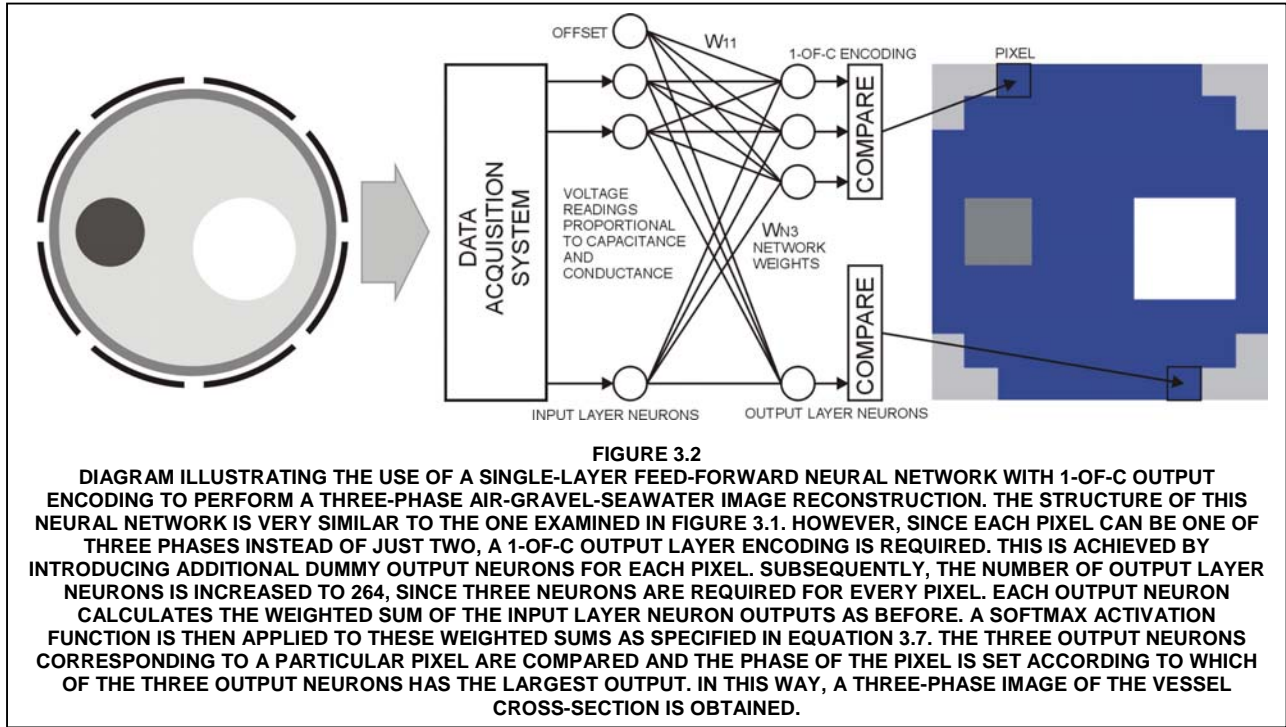 OFFSET
W11
1-OF-C ENCODING
PIXEL
DATA
ACQUISITION
SYSTEM
COMPARE
VOLTAGE
READINGS
PROPORTIONAL
TO CAPACITANCE
AND
CONDUCTANCE
WN3
NETWORK
WEIGHTS
COMPARE
INPUT LAYER NEURONS
OUTPUT LAYER NEURONS
FIGURE 3.2
DIAGRAM ILLUSTRATING THE USE OF A SINGLE-LAYER FEED-FORWARD NEURAL NETWORK WITH 1-OF-C OUTPUT
ENCODING TO PERFORM A THREE-PHASE AIR-GRAVEL-SEAWATER IMAGE RECONSTRUCTION. THE STRUCTURE OF THIS
NEURAL NETWORK IS VERY SIMILAR TO THE ONE EXAMINED IN FIGURE 3.1. HOWEVER, SINCE EACH PIXEL CAN BE ONE OF
THREE PHASES INSTEAD OF JUST TWO, A 1-OF-C OUTPUT LAYER ENCODING IS REQUIRED. THIS IS ACHIEVED BY
INTRODUCING ADDITIONAL DUMMY OUTPUT NEURONS FOR EACH PIXEL. SUBSEQUENTLY, THE NUMBER OF OUTPUT LAYER
NEURONS IS INCREASED TO 264, SINCE THREE NEURONS ARE REQUIRED FOR EVERY PIXEL. EACH OUTPUT NEURON
CALCULATES THE WEIGHTED SUM OF THE INPUT LAYER NEURON OUTPUTS AS BEFORE. A SOFTMAX ACTIVATION
FUNCTION IS THEN APPLIED TO THESE WEIGHTED SUMS AS SPECIFIED IN EQUATION 3.7. THE THREE OUTPUT NEURONS
CORRESPONDING TO A PARTICULAR PIXEL ARE COMPARED AND THE PHASE OF THE PIXEL IS SET ACCORDING TO WHICH
OF THE THREE OUTPUT NEURONS HAS THE LARGEST OUTPUT. IN THIS WAY, A THREE-PHASE IMAGE OF THE VESSEL
CROSS-SECTION IS OBTAINED.